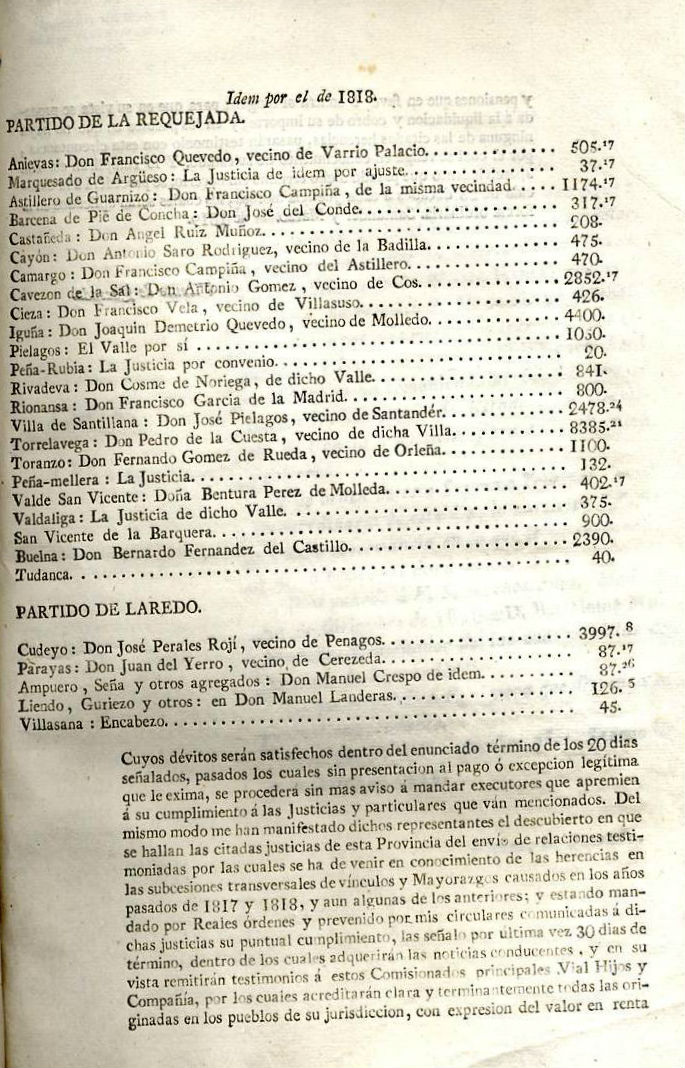 Idem por el de 1818.
PARTIDO DE LA REQUEJADA.
Anievas: Don Francisco Quevedo, vecino de Varrio Palacio. 505.17
Marquesado de Argüeso: La Justicia de idem por ajuste. 37.17
Astillero de Guarnizo: Don Francisco Campiña, de la misma vecindad. 1174.17
Barcena de Pie de Concha: Don José del Conde. 317.17
Castañeda: Don Angel Ruiz Muñoz. 208.
Cayón: Don Antonio Saro Rodriguez, vecino de la Badilla. 475.
Camargo: Don Francisco Campiña, vecino del Astillero. 470.
Cavezon de la Sal: Don Antonio Gomez, vecino de Cos. 2852.17
Cieza: Don Francisco Vela, vecino de Villasuso. 426.
Iguña: Don Joaquin Demetrio Quevedo, vecino de Molledo. 4400.
Pielagos: El Valle por sí 1050.
Peña-Rubia: La Justicia por convenio. 20.
Rivadeva: Don Cosme de Noriega, de dicho Valle. 841.
Rionansa: Don Francisco Garcia de la Madrid. 800.
Villa de Santillana: Don José Pielagos, vecino de Santandér. 2478.24
Torrelavega: Don Pedro de la Cuesta, vecino de dicha Villa. 8385.21
Toranzo: Don Fernando Gomez de Rueda, vecino de Orleña. 1100.
Peña-mellera: La Justicia. 132.
Valde San Vicente: Doña Bentura Perez de Molleda. 402.17
Valdaliga: La Justicia de dicho Valle. 375.
San Vicente de la Barquera. 900.
Buelna: Don Bernardo Fernandez del Castillo. 2390.
Tudanca. 40.
PARTIDO DE LAREDO.
Cudeyo: Don José Perales Rojí, vecino de Penagos. 3997.8
Parayas: Don Juan del Yerro, vecino de Cerezeda. 87.17
Ampuero, Seña y otros agregados: Don Manuel Crespo de idem. 87.26
Liendo, Guriezo y otros: en Don Manuel Landeras. 126.5
Villasana: Encabezo. 45.
Cuyos dévitos serán satisfechos dentro del enunciado término de los 20 dias
señalados, pasados los cuales sin presentacion al pago ó excepcion legítima
que le exima, se procederá sin mas aviso á mandar executores que apremien
á su cumplimiento á las Justicias y particulares que ván mencionados. Del
mismo modo me han manifestado dichos representantes el descubierto en que
se hallan las citadas justicias de esta Provincia del envío de relaciones testi-
moniadas por las cuales se ha de venir en conocimiento de las herencias en
las subcesiones transversales de vínculos y Mayorazgos causados en los años
pasados de 1817 y 1818, y aun algunas de los anteriores; y estando man-
dado por Reales órdenes y prevenido por mis circulares comunicadas á di-
chas justicias su puntual cumplimiento, las señalo por última vez 30 dias de
término, dentro de los cuales adquerirán las noticias conducentes, y en su
vista remitirán testimonios á estos Comisionados principales Vial Hijos y
Compañía, por los cuales acreditarán clara y terminantemente todas las ori-
ginadas en los pueblos de su jurisdiccion, con expresion del valor en renta